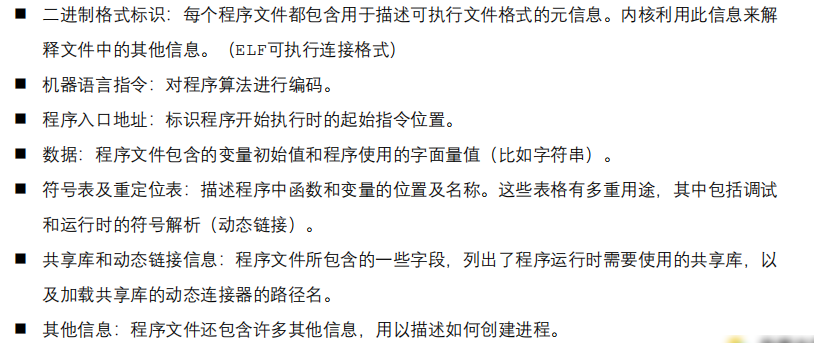 ■ 二进制格式标识：每个程序文件都包含用于描述可执行文件格式的元信息。内核利用此信息来解
释文件中的其他信息。（ELF可执行连接格式）
■ 机器语言指令：对程序算法进行编码。
■ 程序入口地址：标识程序开始执行时的起始指令位置。
■ 数据：程序文件包含的变量初始值和程序使用的字面量值（比如字符串）。
■ 符号表及重定位表：描述程序中函数和变量的位置及名称。这些表格有多重用途，其中包括调试
和运行时的符号解析（动态链接）。
■ 共享库和动态链接信息：程序文件所包含的一些字段，列出了程序运行时需要使用的共享库，以
及加载共享库的动态连接器的路径名。
■ 其他信息：程序文件还包含许多其他信息，用以描述如何创建进程。